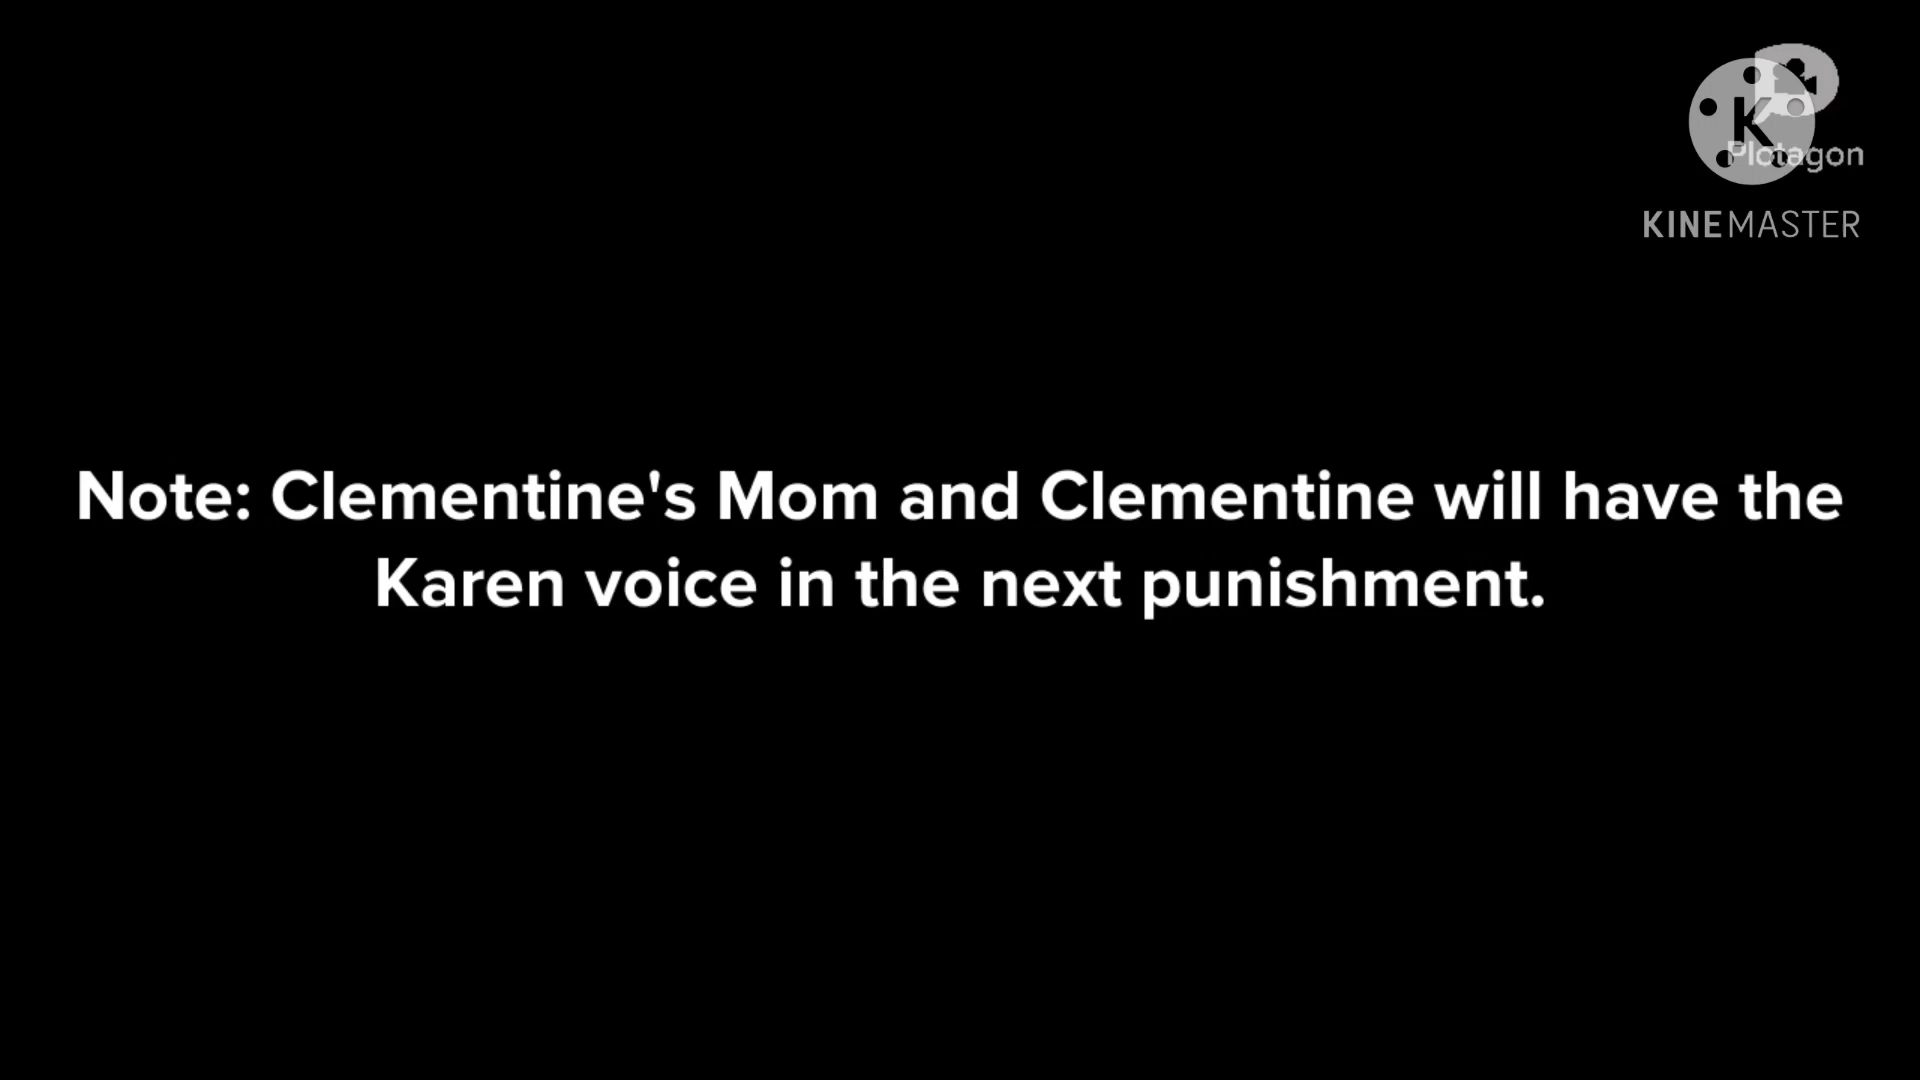 K
Plotagon
KINEMASTER
Note: Clementine's Mom and Clementine will have the
Karen voice in the next punishment.